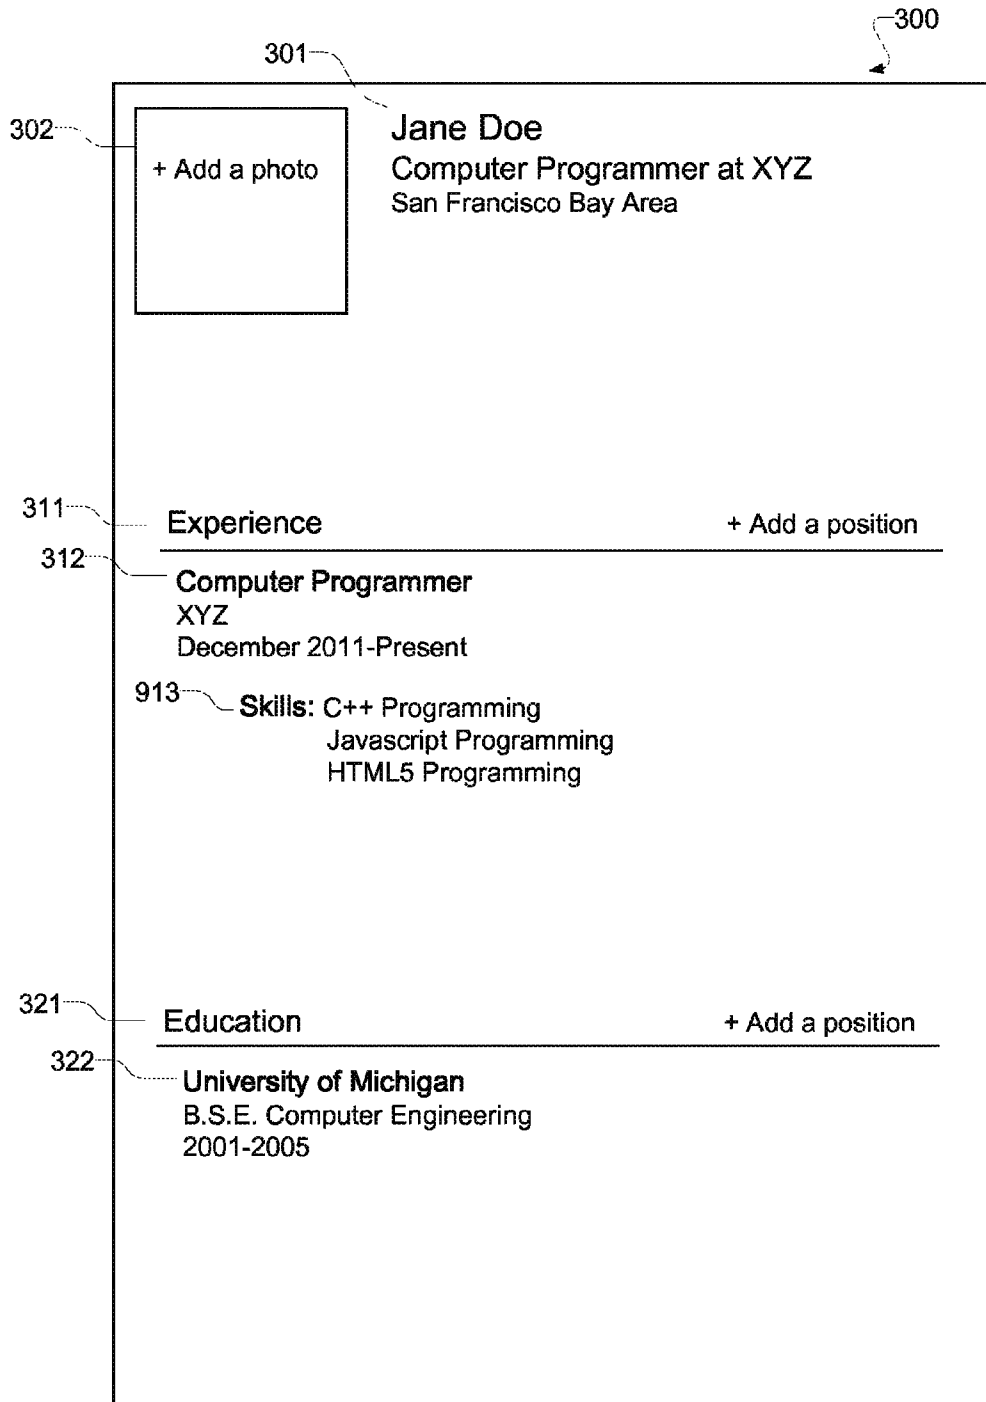 300
301
302
+ Add a photo
Jane Doe
Computer Programmer at XYZ
San Francisco Bay Area
311
Experience
+ Add a position
312
Computer Programmer
XYZ
December 2011-Present
913
Skills: C++ Programming
Javascript Programming
HTML5 Programming
321
Education
+ Add a position
322
University of Michigan
B.S.E. Computer Engineering
2001-2005